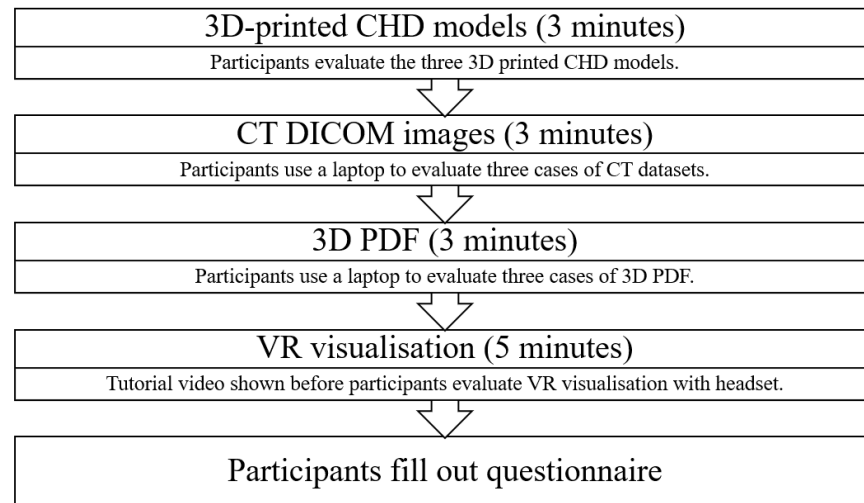 3D-printed CHD models (3 minutes)
Participants evaluate the three 3D printed CHD models.
CT DICOM images (3 minutes)
Participants use a laptop to evaluate three cases of CT datasets.
3D PDF (3 minutes)
Participants use a laptop to evaluate three cases of 3D PDF.
VR visualisation (5 minutes)
Tutorial video shown before participants evaluate VR visualisation with headset.
Participants fill out questionnaire